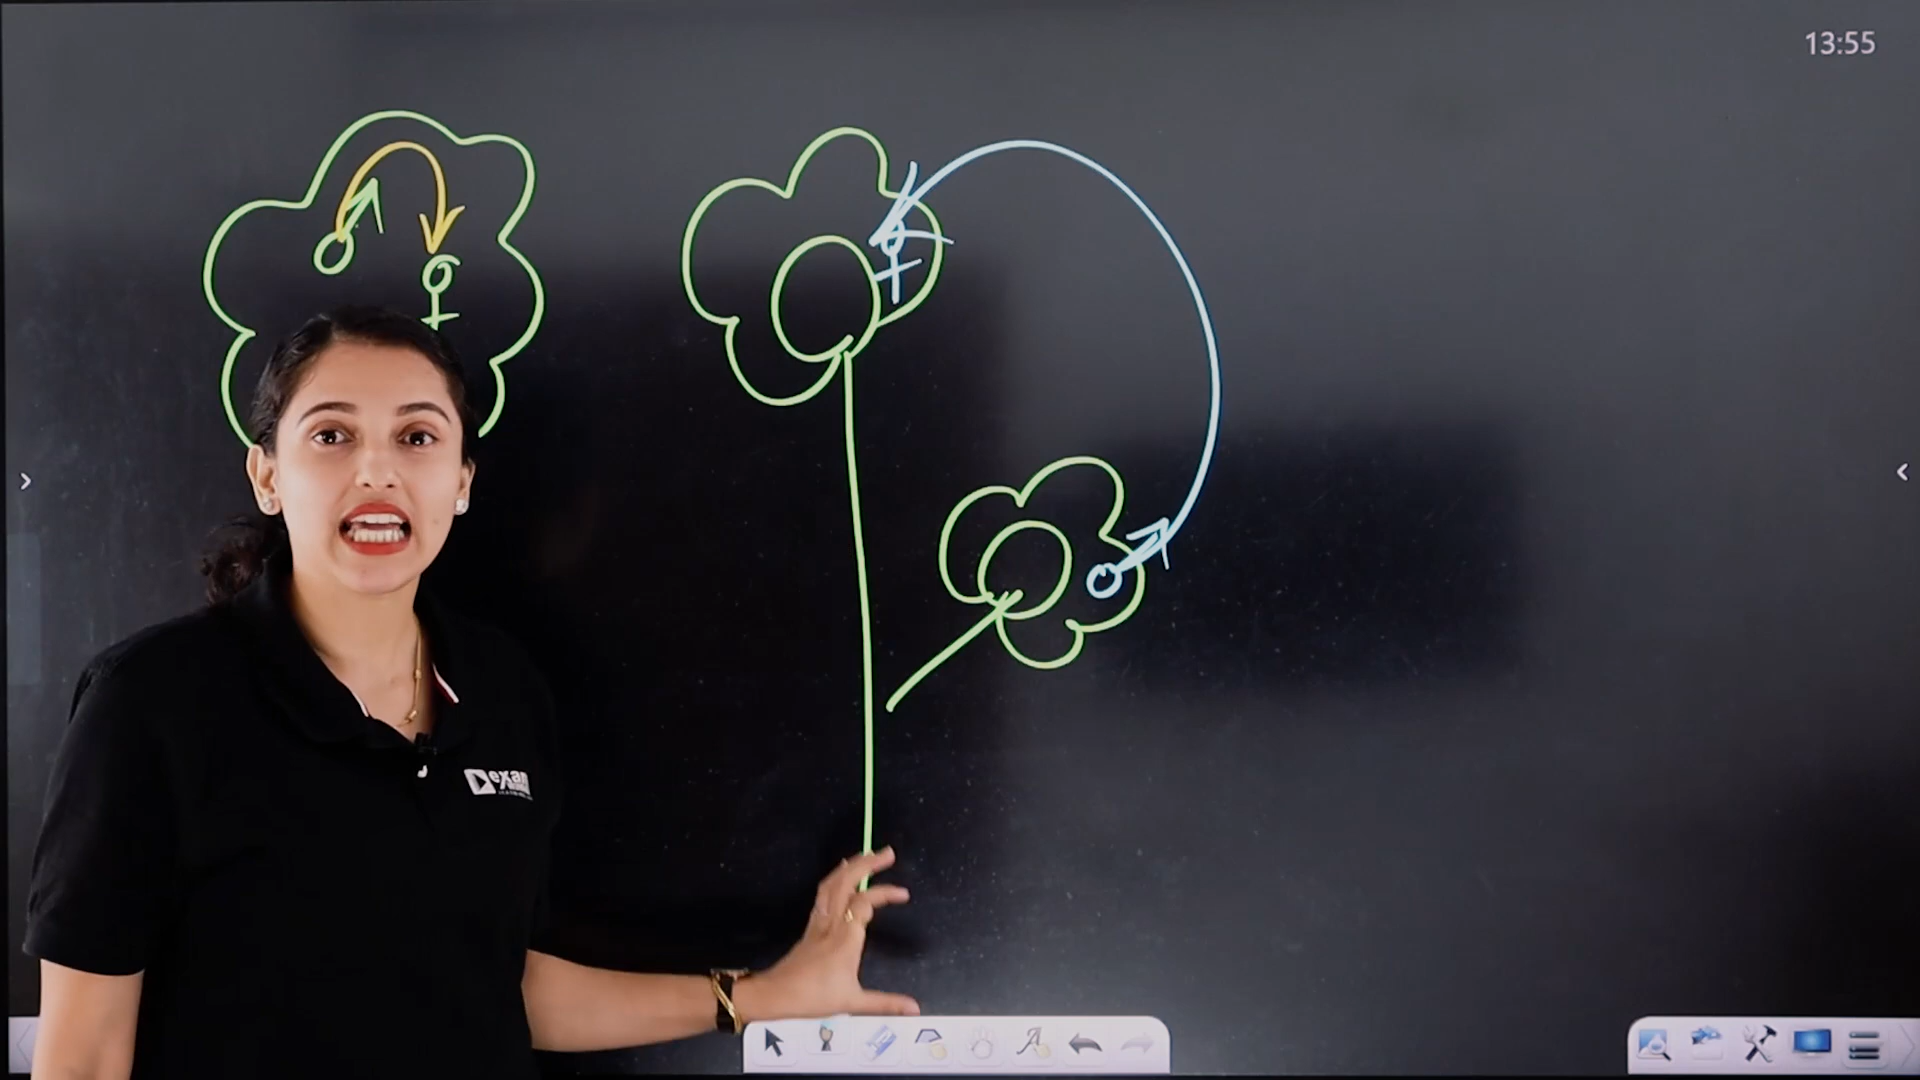 13:55
♂ ♀
♀
♂
exam